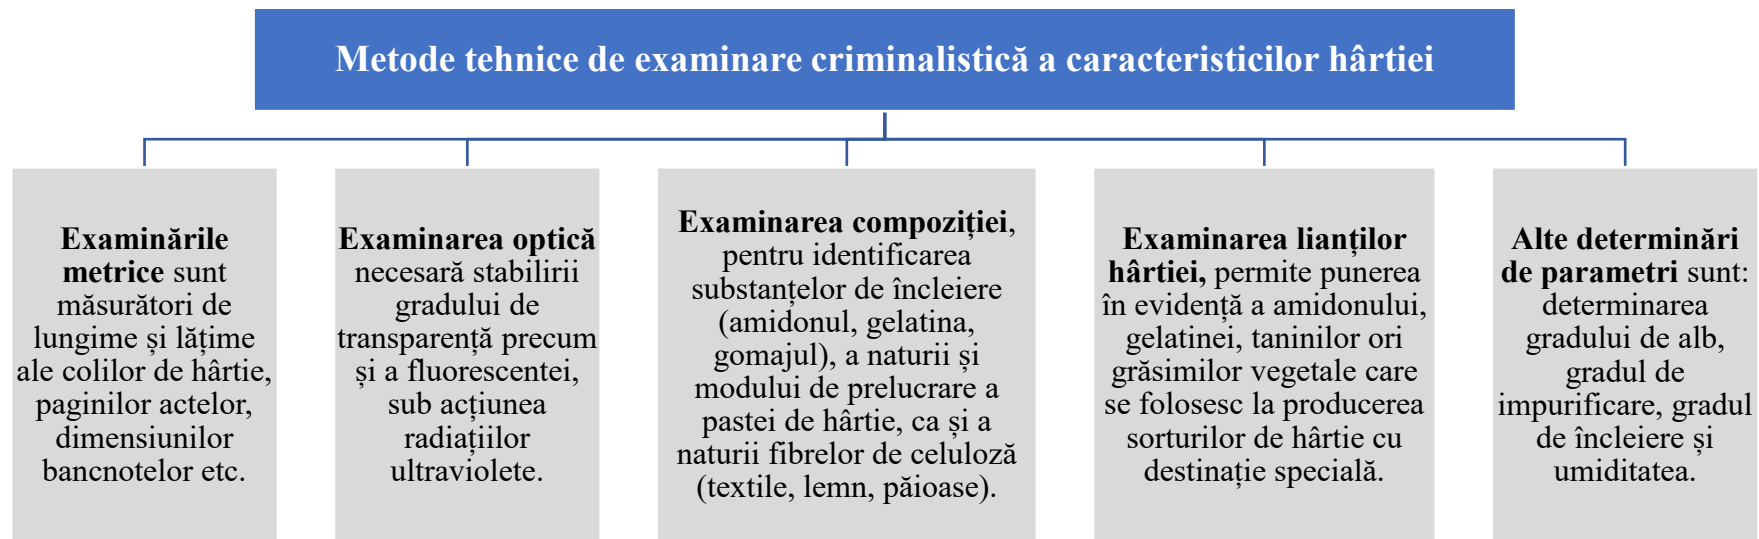 Metode tehnice de examinare criminalistică a caracteristicilor hârtiei
Examinările
metrice sunt
măsurători de
lungime și lățime
ale colilor de hârtie,
paginilor actelor,
dimensiunilor
bancnotelor etc.
Examinarea optică
necesară stabilirii
gradului de
transparență precum
și a fluorescentei,
sub acțiunea
radiațiilor
ultraviolete.
Examinarea compoziției,
pentru identificarea
substanțelor de încleiere
(amidonul, gelatina,
gomajul), a naturii și
modului de prelucrare a
pastei de hârtie, ca și a
naturii fibrelor de celuloză
(textile, lemn, păioase).
Examinarea lianților
hârtiei, permite punerea
în evidență a amidonului,
gelatinei, taninilor ori
grăsimilor vegetale care
se folosesc la producerea
sorturilor de hârtie cu
destinație specială.
Alte determinări
de parametri sunt:
determinarea
gradului de alb,
gradul de
impurificare, gradul
de încleiere și
umiditatea.